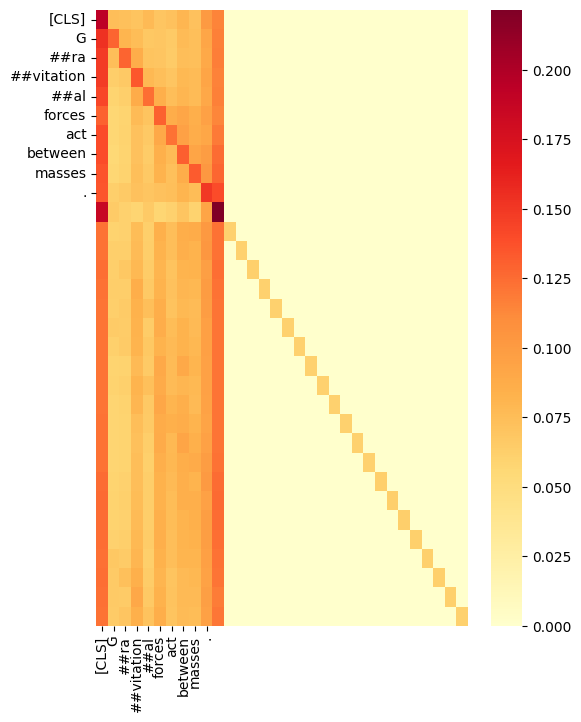 [CLS]
G
##ra
##vitation
##al
forces
act
between
masses
.
0.200
0.175
0.150
0.125
0.100
0.075
0.050
0.025
0.000
[CLS]
G
##ra
##vitation
##al
forces
act
between
masses
.